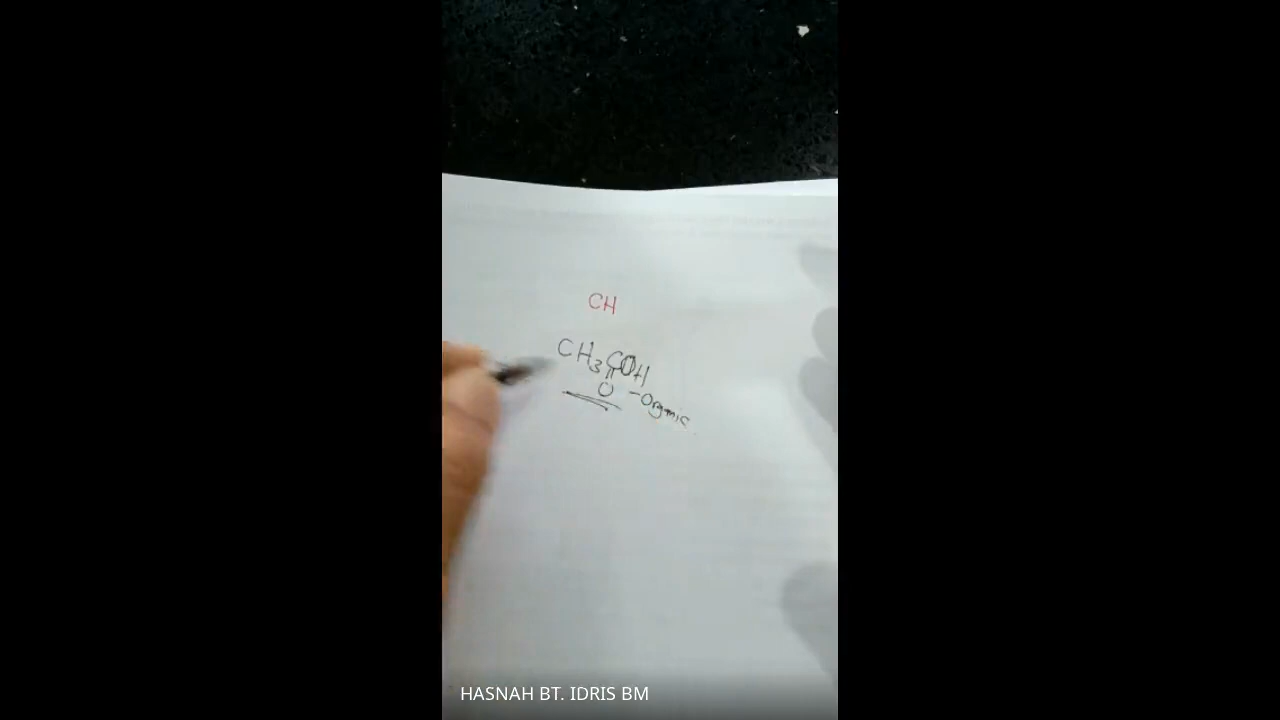 CH
CH₃COH
O
-Organic
HASNAH BT. IDRIS BM